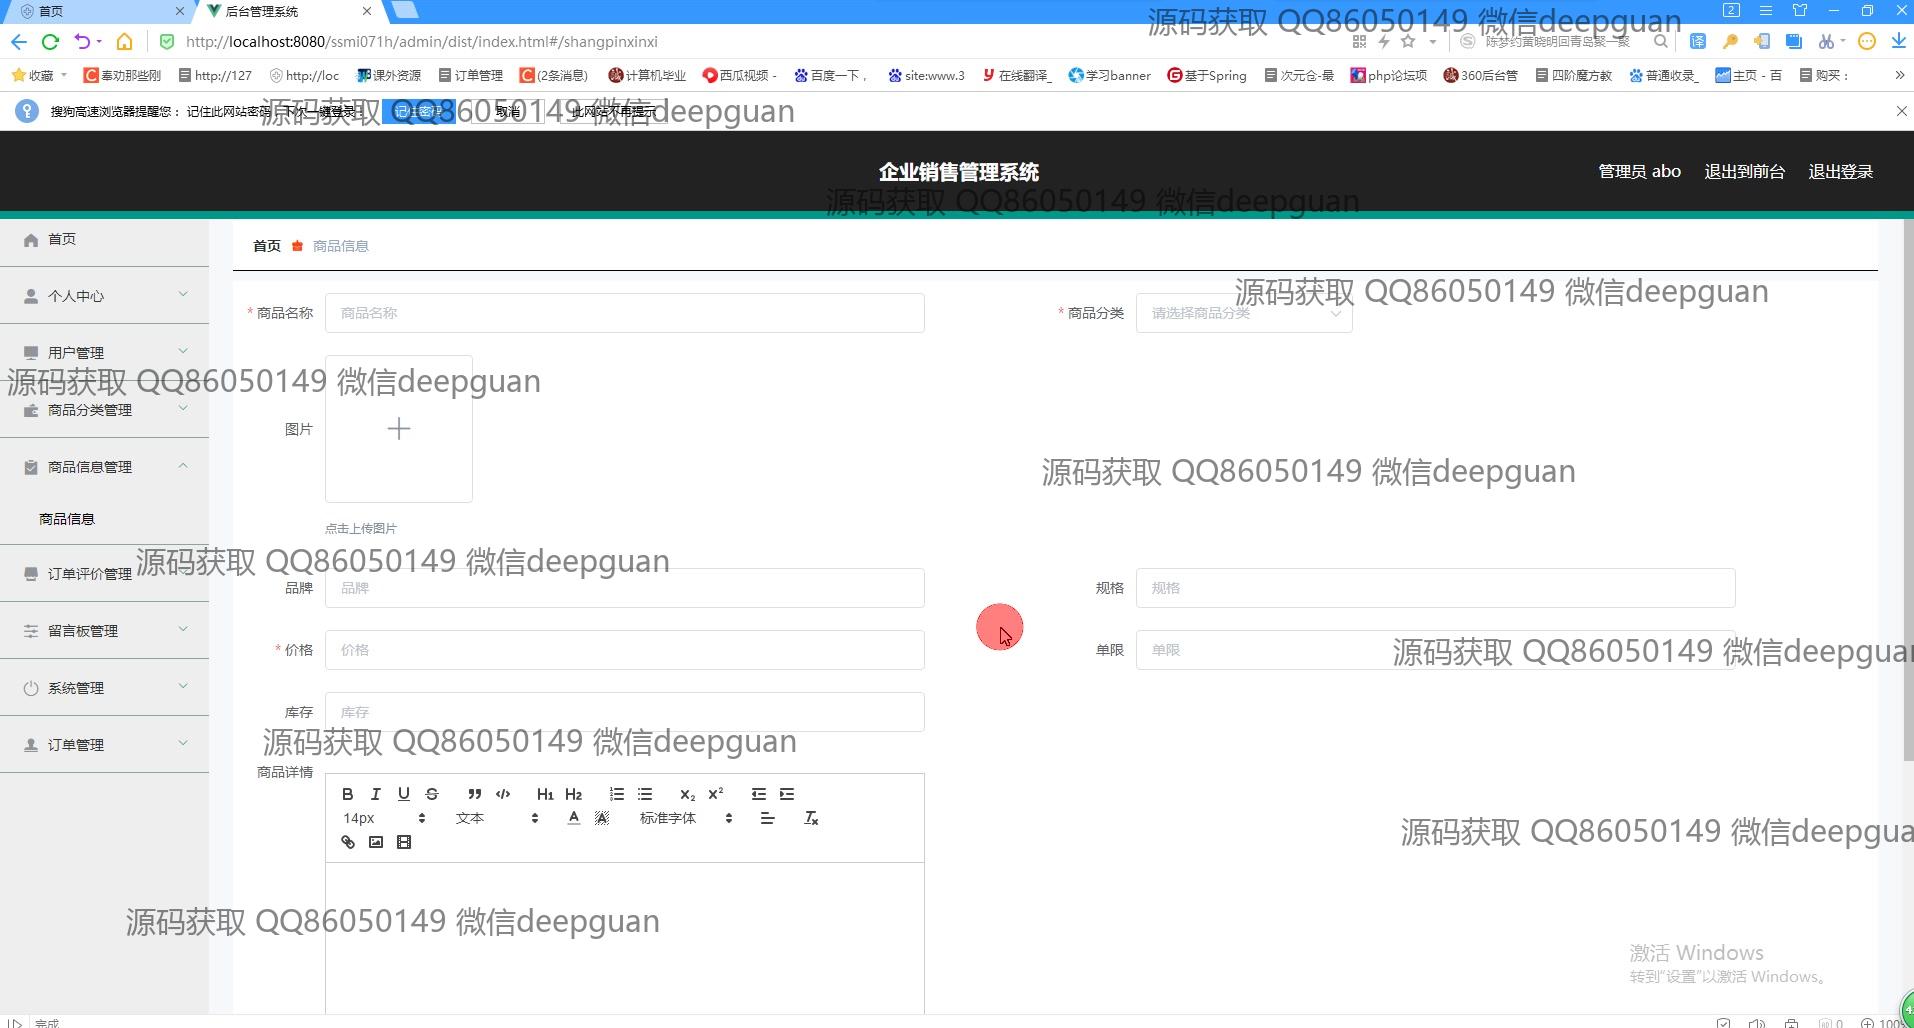 首页
后台管理系统
2
http://localhost:8080/ssmi071h/admin/dist/index.html#/shangpinxinxi
陈梦约黄晓明回青岛聚一聚
译
收藏
奉劝那些刚
http://127
http://loc
课外资源
订单管理
(2条消息)
计算机毕业
西瓜视频 -
百度一下，
site:www.3
在线翻译_
学习banner
基于Spring
次元仓-最
php论坛项
360后台管
四阶魔方教
普通收录_
主页 - 百
购买：
搜狗高速浏览器提醒您： 记住此网站密码，下次一键登录：
记住密码
取消
此网站不再提示
企业销售管理系统
管理员 abo
退出到前台
退出登录
首页
个人中心
用户管理
商品分类管理
商品信息管理
商品信息
订单评价管理
留言板管理
系统管理
订单管理
首页
商品信息
* 商品名称
商品名称
* 商品分类
请选择商品分类
图片
点击上传图片
品牌
品牌
规格
规格
* 价格
价格
单限
单限
库存
库存
商品详情
14px
文本
标准字体
源码获取 QQ86050149 微信deepguan
源码获取 QQ86050149 微信deepguan
源码获取 QQ86050149 微信deepguan
源码获取 QQ86050149 微信deepguan
源码获取 QQ86050149 微信deepguan
源码获取 QQ86050149 微信deepguan
源码获取 QQ86050149 微信deepguan
源码获取 QQ86050149 微信deepguar
源码获取 QQ86050149 微信deepguan
源码获取 QQ86050149 微信deepgua
源码获取 QQ86050149 微信deepguan
激活 Windows
转到“设置”以激活 Windows。
完成
0
100%